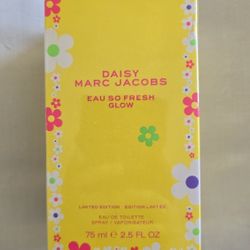 DAISY
MARC JACOBS
EAU SO FRESH
GLOW
LIMITED EDITION · EDITION LIMITEE
EAU DE TOILETTE
SPRAY / VAPORISATEUR
75 ml ℮ 2.5 FL OZ